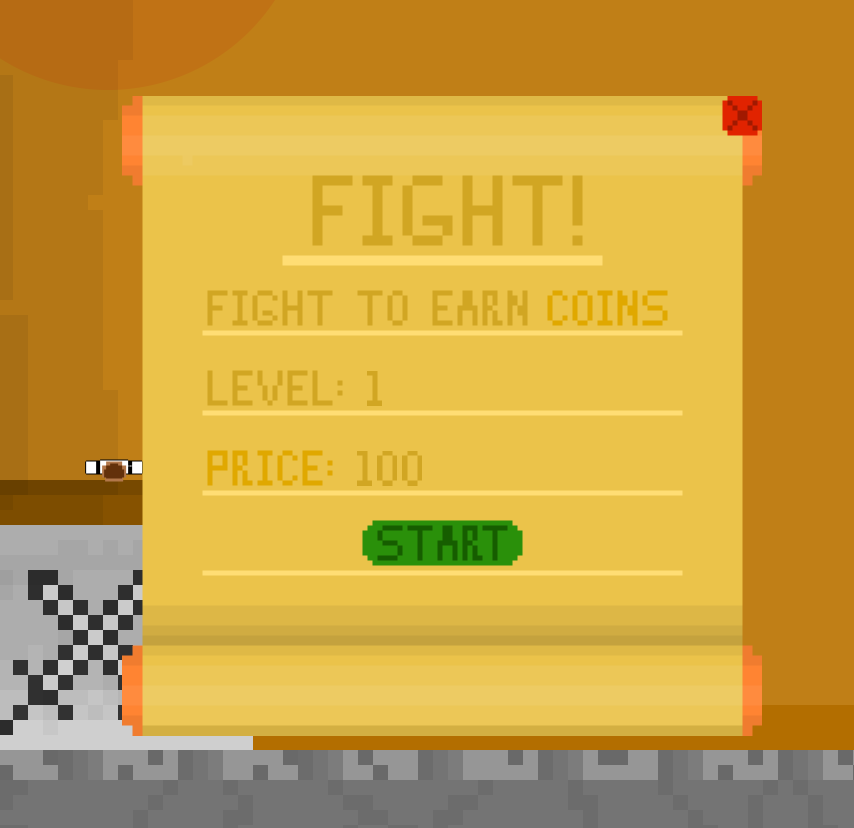 FIGHT!
FIGHT TO EARN COINS
LEVEL: 1
PRICE: 100
START